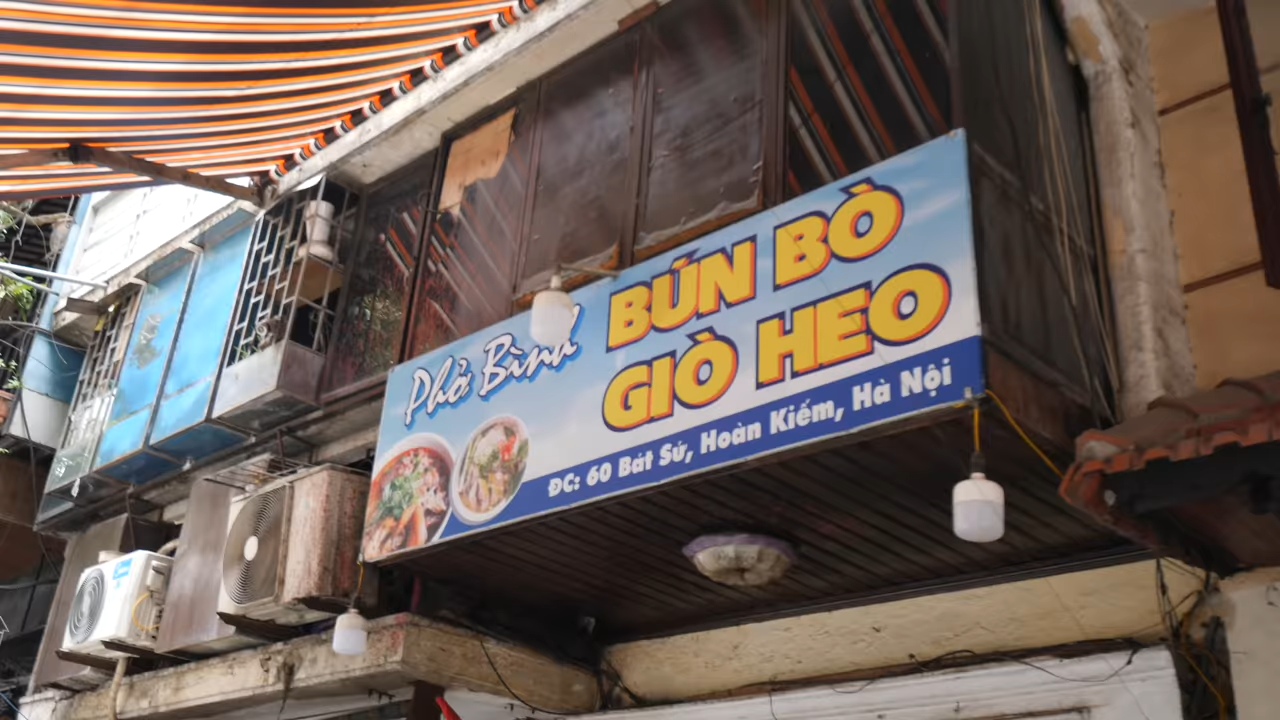 Phở Bình
BÚN BÒ
GIÒ HEO
ĐC: 60 Bát Sứ, Hoàn Kiếm, Hà Nội